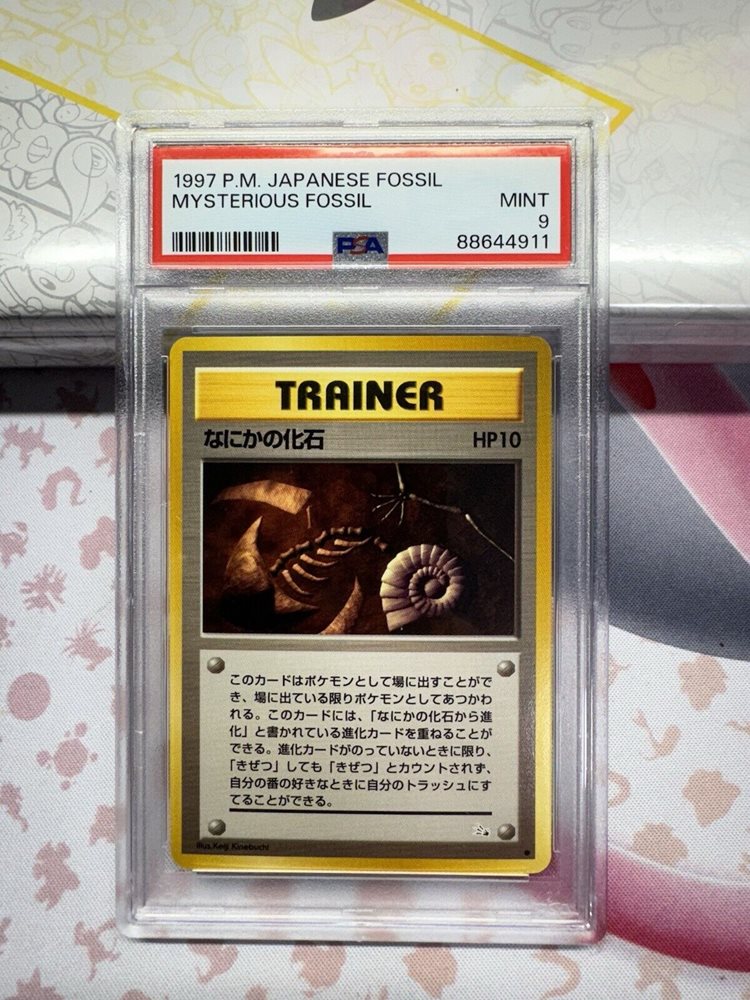 1997 P.M. JAPANESE FOSSIL
MYSTERIOUS FOSSIL MINT
9
PSA 88644911
TRAINER
なにかの化石 HP10
このカードはポケモンとして場に出すことがで
き、場に出ている限りポケモンとしてあつかわ
れる。このカードには、「なにかの化石から進
化」と書かれている進化カードを重ねることが
できる。進化カードがのっていないときに限り、
「きぜつ」しても「きぜつ」とカウントされず、
自分の番の好きなときに自分のトラッシュにす
てることができる。
Illus. Keiji Kinebuchi